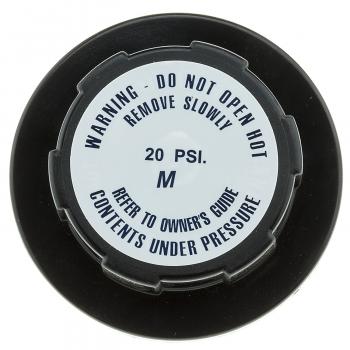 WARNING - DO NOT OPEN HOT
REMOVE SLOWLY
20 PSI.
M
REFER TO OWNER'S GUIDE
CONTENTS UNDER PRESSURE